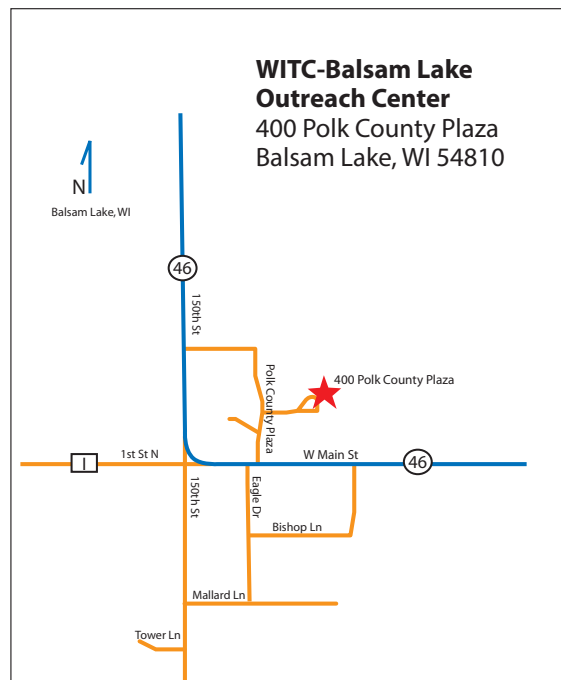 WITC-Balsam Lake
Outreach Center
400 Polk County Plaza
Balsam Lake, WI 54810
N
Balsam Lake, WI
46
150th St
Polk County Plaza
400 Polk County Plaza
1st St N
I
W Main St
46
150th St
Eagle Dr
Bishop Ln
Mallard Ln
Tower Ln